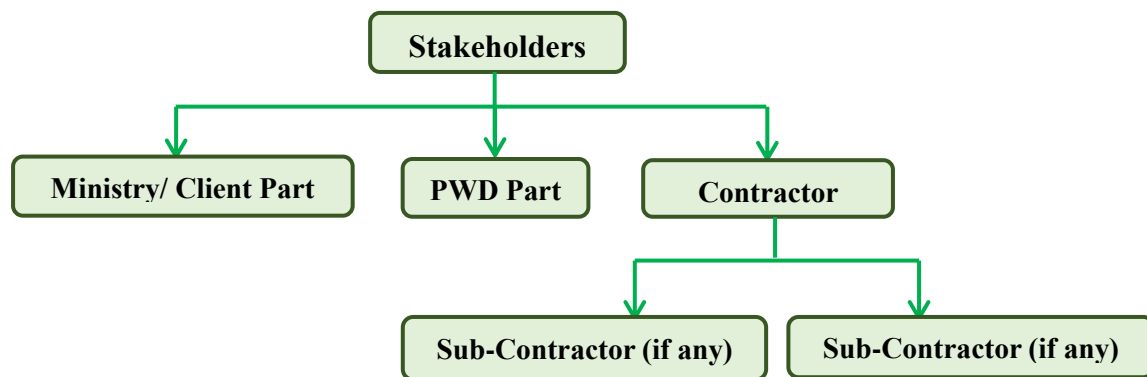 Stakeholders
Ministry/ Client Part
PWD Part
Contractor
Sub-Contractor (if any)
Sub-Contractor (if any)